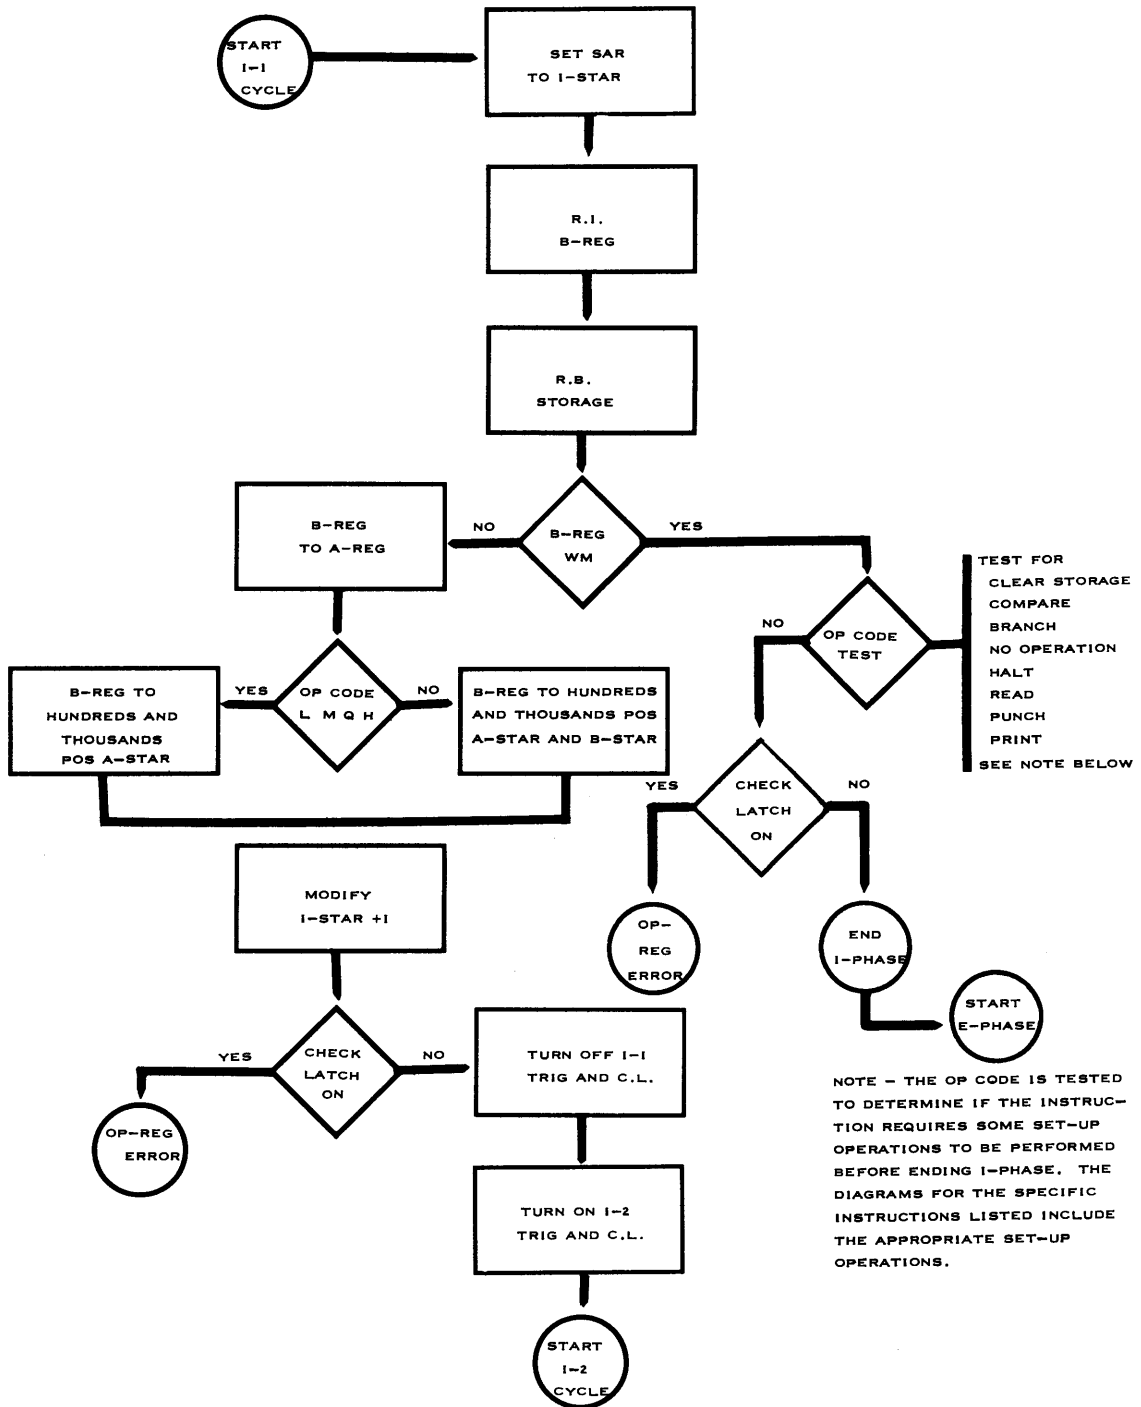 START
I-I
CYCLE
SET SAR
TO I-STAR
R.I.
B-REG
R.B.
STORAGE
B-REG
TO A-REG
NO
B-REG
WM
YES
TEST FOR
CLEAR STORAGE
COMPARE
BRANCH
NO OPERATION
HALT
READ
PUNCH
PRINT
SEE NOTE BELOW
NO
OP CODE
TEST
B-REG TO
HUNDREDS AND
THOUSANDS
POS A-STAR
YES
OP CODE
L M Q H
NO
B-REG TO HUNDREDS
AND THOUSANDS POS
A-STAR AND B-STAR
YES
CHECK
LATCH
ON
NO
MODIFY
I-STAR +I
OP-
REG
ERROR
END
I-PHASE
START
E-PHASE
YES
CHECK
LATCH
ON
NO
TURN OFF I-I
TRIG AND C.L.
OP-REG
ERROR
TURN ON I-2
TRIG AND C.L.
START
I-2
CYCLE
NOTE - THE OP CODE IS TESTED
TO DETERMINE IF THE INSTRUC-
TION REQUIRES SOME SET-UP
OPERATIONS TO BE PERFORMED
BEFORE ENDING I-PHASE. THE
DIAGRAMS FOR THE SPECIFIC
INSTRUCTIONS LISTED INCLUDE
THE APPROPRIATE SET-UP
OPERATIONS.